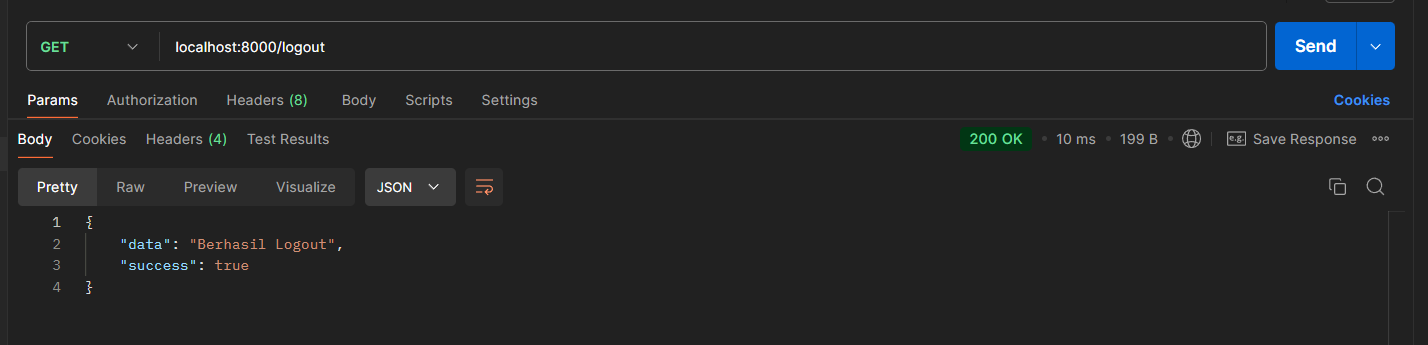 GET localhost:8000/logout Send
Params Authorization Headers (8) Body Scripts Settings Cookies
Body Cookies Headers (4) Test Results 200 OK • 10 ms • 199 B e.g. Save Response
Pretty Raw Preview Visualize JSON
1 {
2 "data": "Berhasil Logout",
3 "success": true
4 }